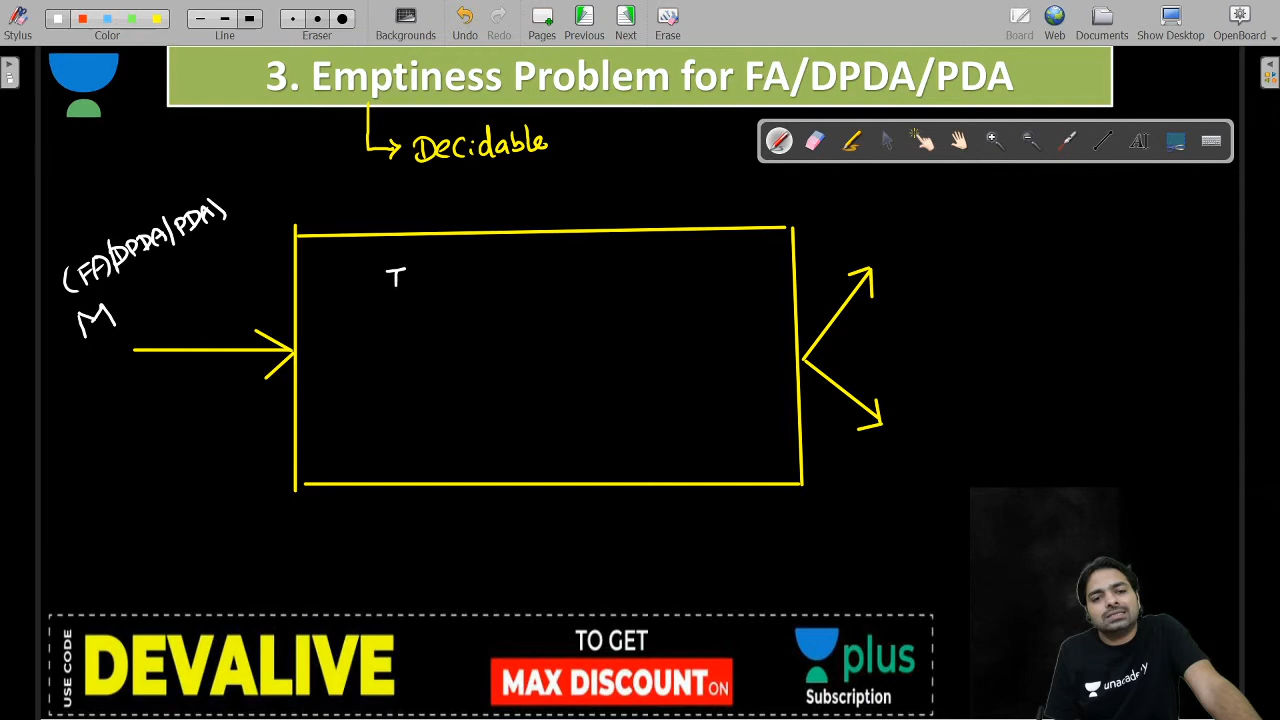 Stylus Color Line Eraser Backgrounds Undo Redo Pages Previous Next Erase Board Web Documents Show Desktop OpenBoard
3. Emptiness Problem for FA/DPDA/PDA
Decidable
(FA/DPDA/PDA)
M
T
USE CODE
DEVALIVE
TO GET
MAX DISCOUNT ON
plus
Subscription
unacademy